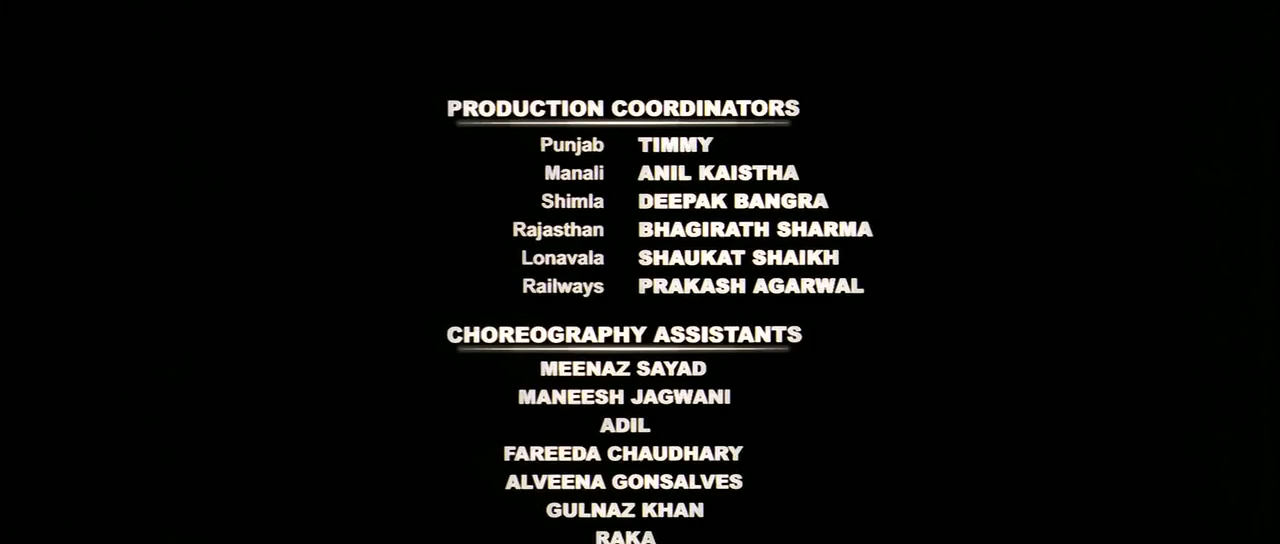 PRODUCTION COORDINATORS
Punjab TIMMY
Manali ANIL KAISTHA
Shimla DEEPAK BANGRA
Rajasthan BHAGIRATH SHARMA
Lonavala SHAUKAT SHAIKH
Railways PRAKASH AGARWAL
CHOREOGRAPHY ASSISTANTS
MEENAZ SAYAD
MANEESH JAGWANI
ADIL
FAREEDA CHAUDHARY
ALVEENA GONSALVES
GULNAZ KHAN
RAKA